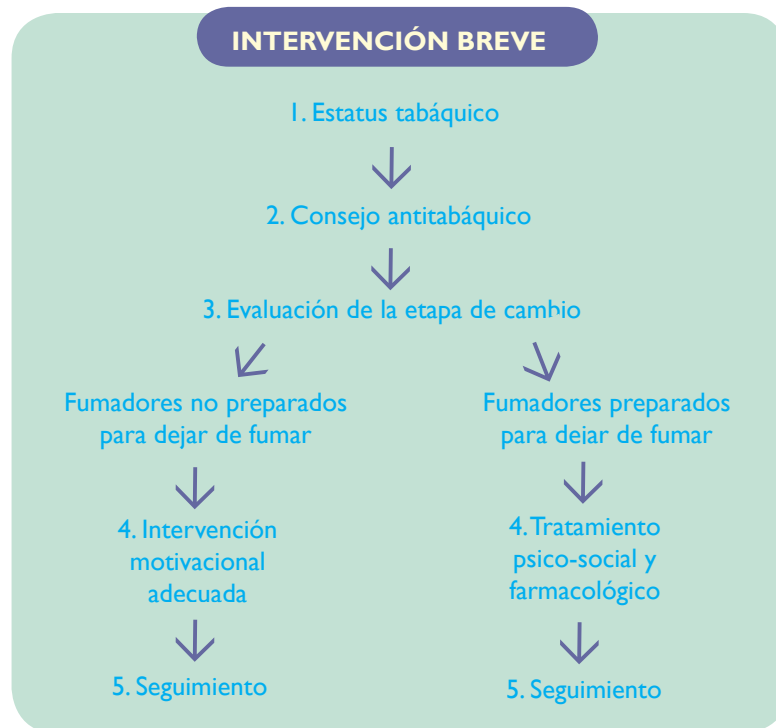 INTERVENCIÓN BREVE
1. Estatus tabáquico
2. Consejo antitabáquico
3. Evaluación de la etapa de cambio
Fumadores no preparados
para dejar de fumar
Fumadores preparados
para dejar de fumar
4. Intervención
motivacional
adecuada
4. Tratamiento
psico-social y
farmacológico
5. Seguimiento
5. Seguimiento